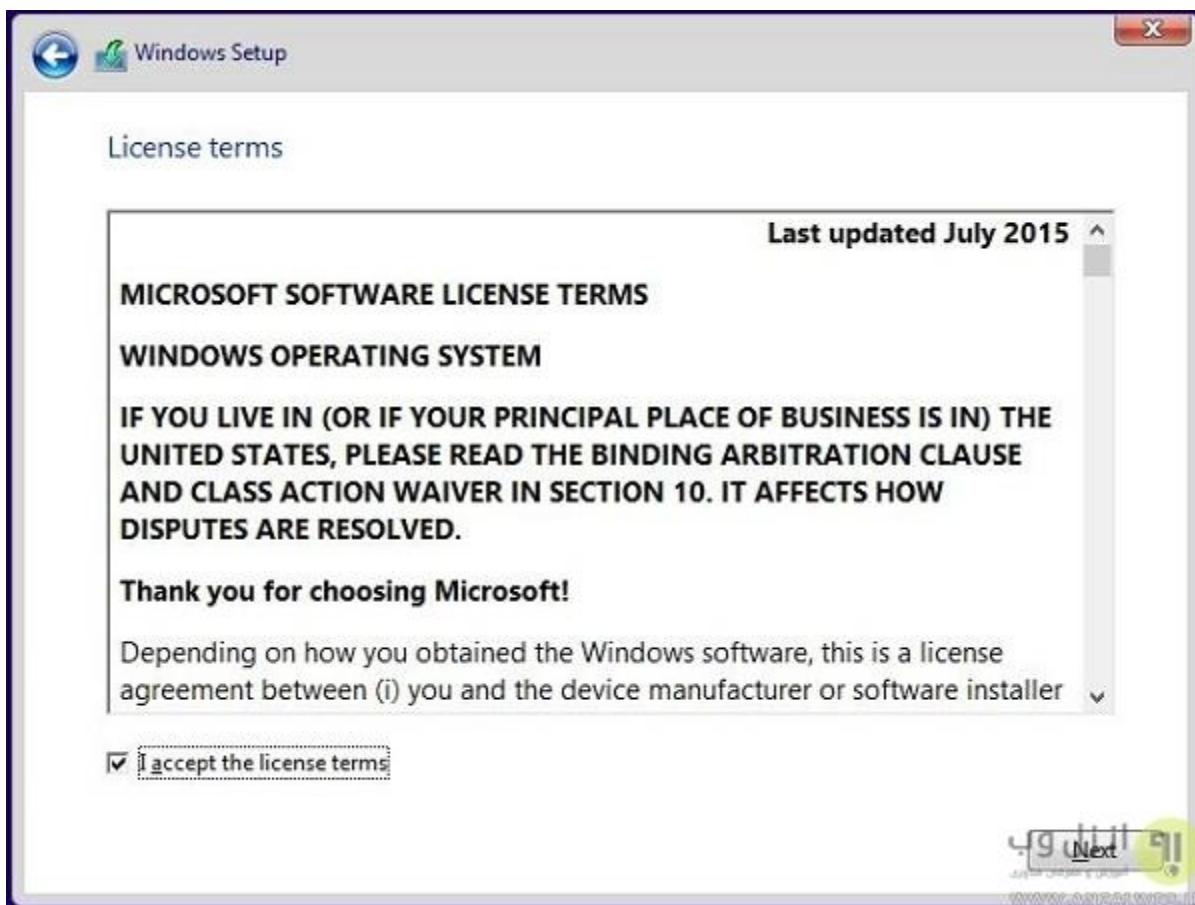 Windows Setup
License terms
Last updated July 2015
MICROSOFT SOFTWARE LICENSE TERMS
WINDOWS OPERATING SYSTEM
IF YOU LIVE IN (OR IF YOUR PRINCIPAL PLACE OF BUSINESS IS IN) THE
UNITED STATES, PLEASE READ THE BINDING ARBITRATION CLAUSE
AND CLASS ACTION WAIVER IN SECTION 10. IT AFFECTS HOW
DISPUTES ARE RESOLVED.
Thank you for choosing Microsoft!
Depending on how you obtained the Windows software, this is a license
agreement between (i) you and the device manufacturer or software installer
I accept the license terms
Next